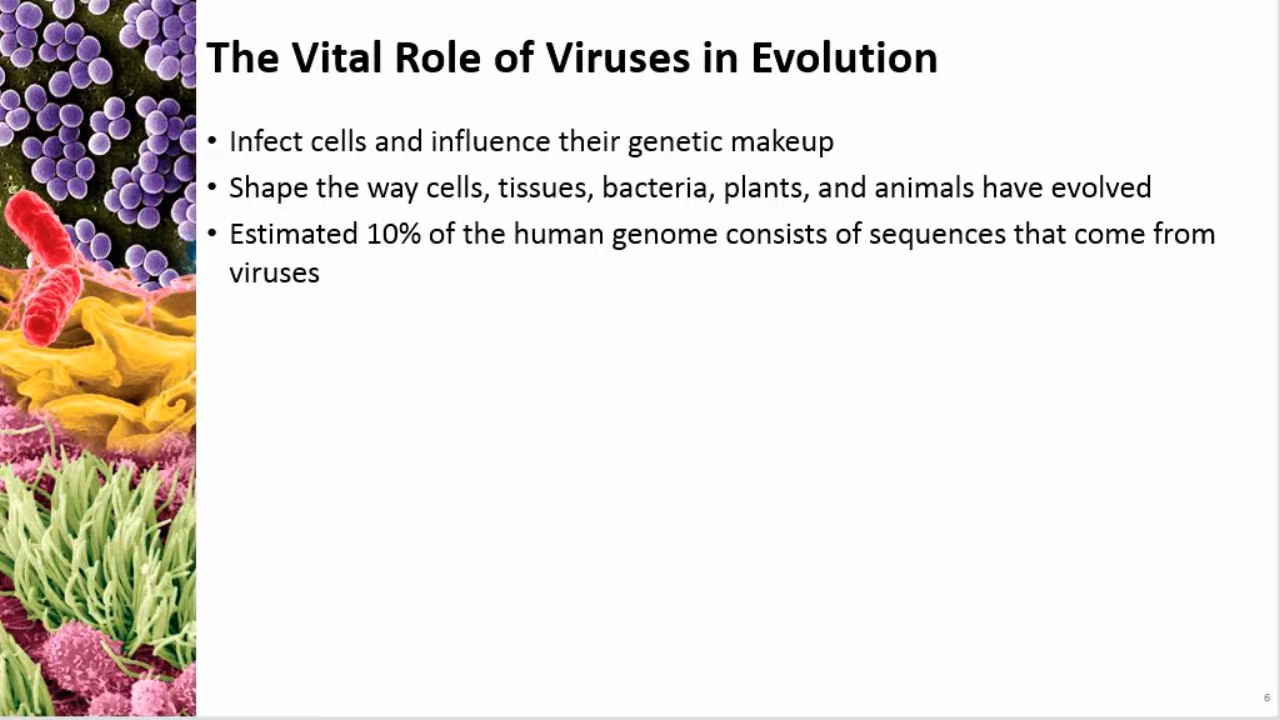 The Vital Role of Viruses in Evolution
• Infect cells and influence their genetic makeup
• Shape the way cells, tissues, bacteria, plants, and animals have evolved
• Estimated 10% of the human genome consists of sequences that come from
viruses
6